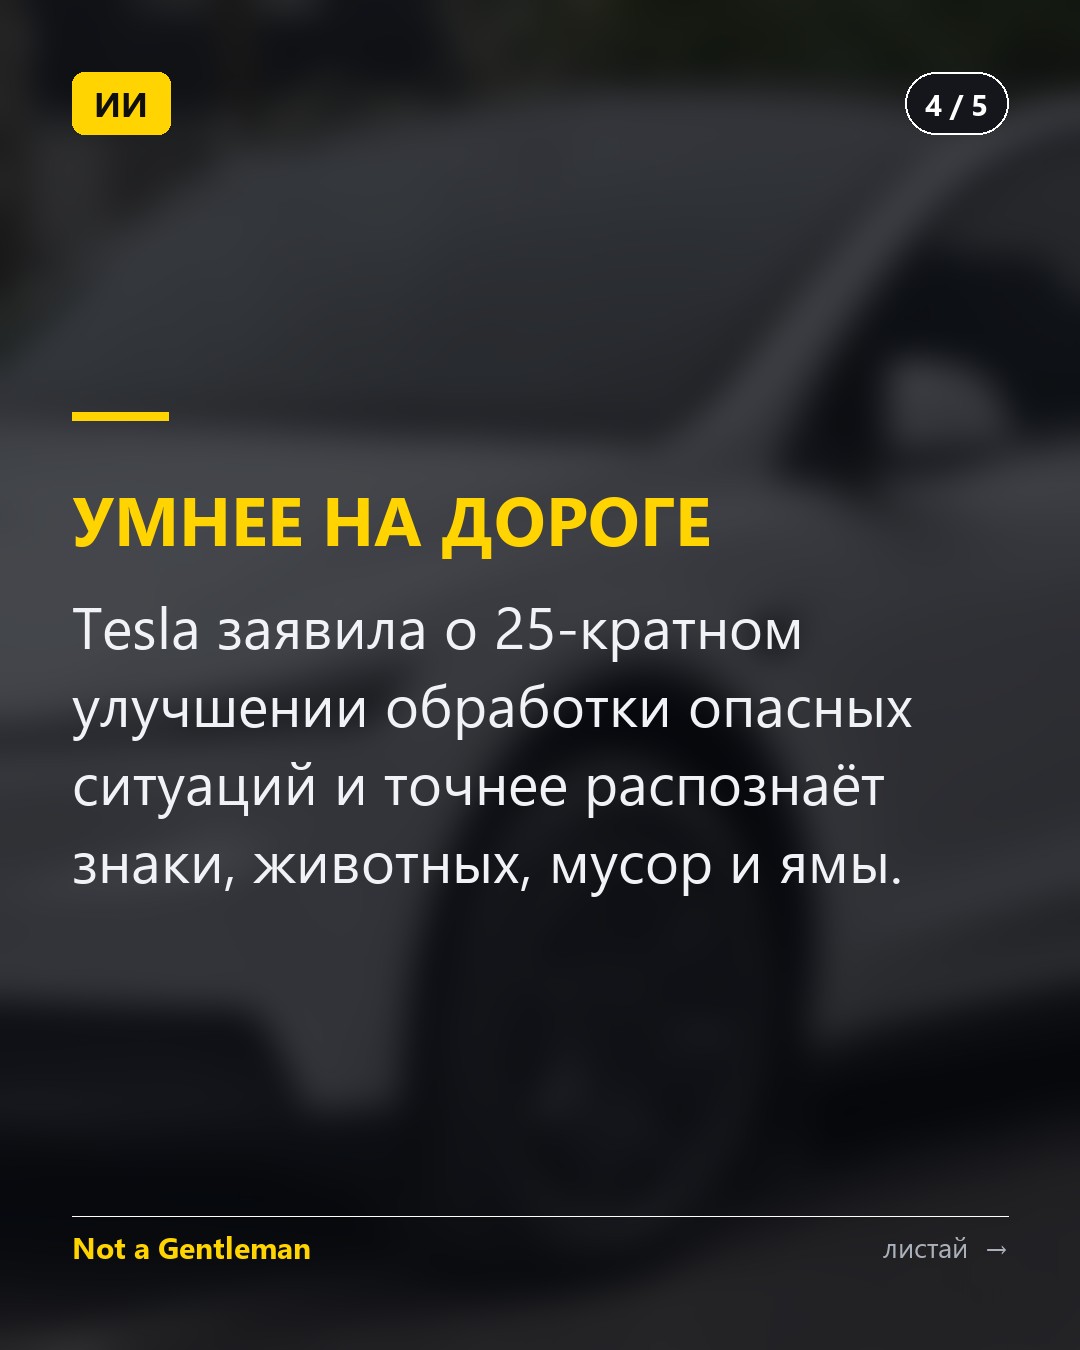 ИИ
4 / 5
УМНЕЕ НА ДОРОГЕ
Tesla заявила о 25-кратном
улучшении обработки опасных
ситуаций и точнее распознаёт
знаки, животных, мусор и ямы.
Not a Gentleman
листай →